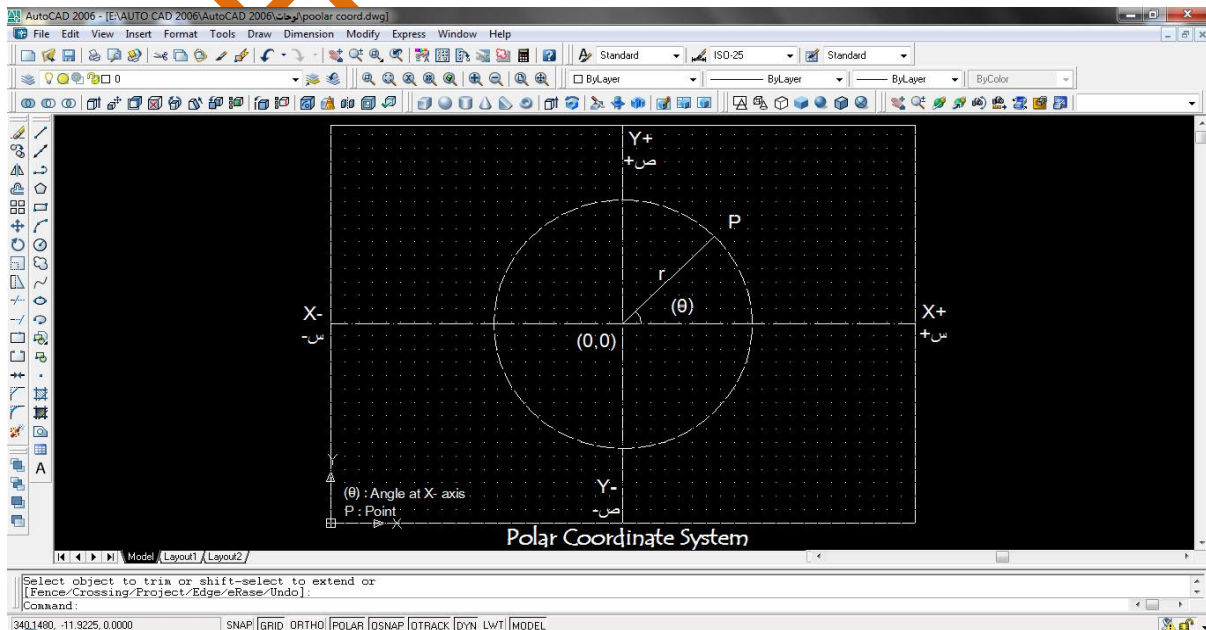 AutoCAD 2006 - [E:\AUTO CAD 2006\AutoCAD 2006\لوحات\poolar coord.dwg]
File Edit View Insert Format Tools Draw Dimension Modify Express Window Help
Standard ISO-25 Standard
0 ByLayer ByLayer ByLayer ByColor
Y+
ص+
P
r
(θ)
X-
س-
X+
س+
(0,0)
Y
Y-
ص-
(θ) : Angle at X- axis
P : Point
X
Polar Coordinate System
A
Model Layout1 Layout2
Select object to trim or shift-select to extend or
[Fence/Crossing/Project/Edge/eRase/Undo]:
Command:
340.1480, -11.9225, 0.0000 SNAP GRID ORTHO POLAR OSNAP OTRACK DYN LWT MODEL